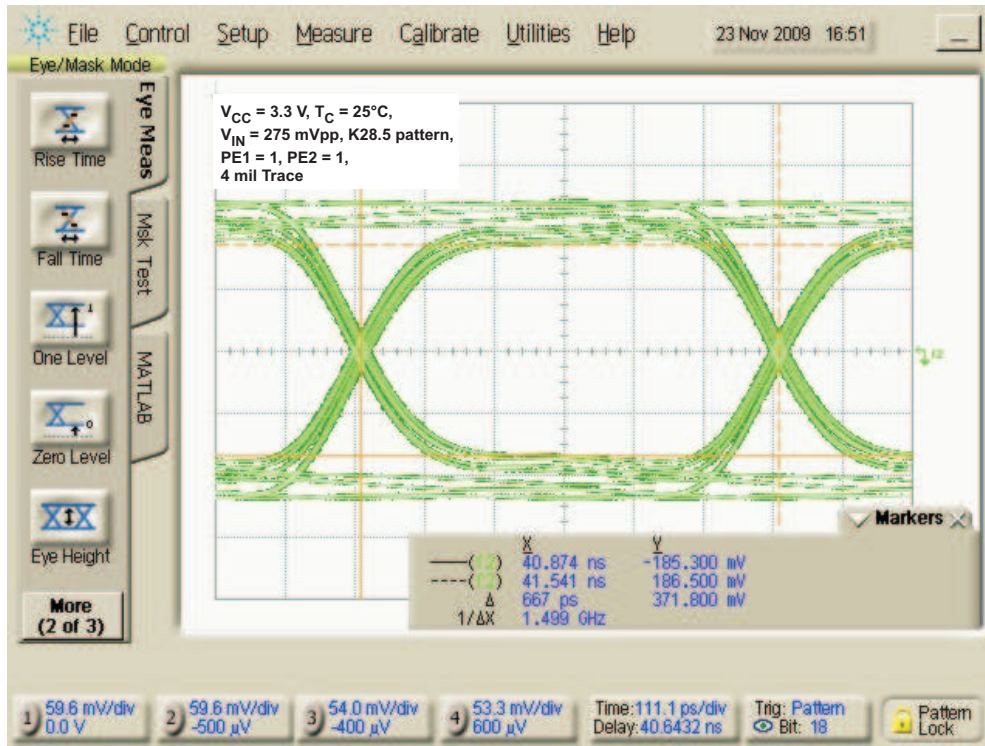 File Control Setup Measure Calibrate Utilities Help 23 Nov 2009 16:51
Eye/Mask Mode
Eye Meas
Msk Test
MATLAB
Rise Time
Fall Time
One Level
Zero Level
Eye Height
More
(2 of 3)
VCC = 3.3 V, TC = 25°C,
VIN = 275 mVpp, K28.5 pattern,
PE1 = 1, PE2 = 1,
4 mil Trace
Markers
X Y
40.874 ns -185.300 mV
41.541 ns 186.500 mV
Δ 667 ps 371.800 mV
1/ΔX 1.499 GHz
1) 59.6 mV/div
0.0 V
2) 59.6 mV/div
-500 µV
3) 54.0 mV/div
-400 µV
4) 53.3 mV/div
600 µV
Time:111.1 ps/div
Delay:40.6432 ns
Trig: Pattern
Bit: 18
Pattern
Lock